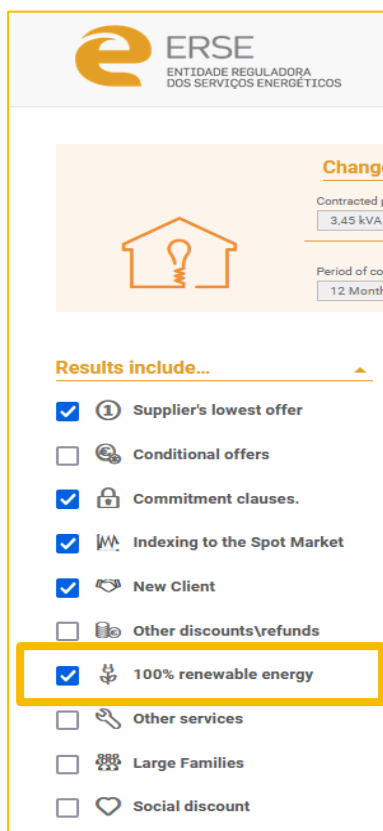 ERSE
ENTIDADE REGULADORA
DOS SERVIÇOS ENERGÉTICOS
Change
Contracted p
3,45 kVA
Period of co
12 Month
Results include...
1 Supplier's lowest offer
Conditional offers
Commitment clauses.
Indexing to the Spot Market
New Client
Other discounts\refunds
100% renewable energy
Other services
Large Families
Social discount